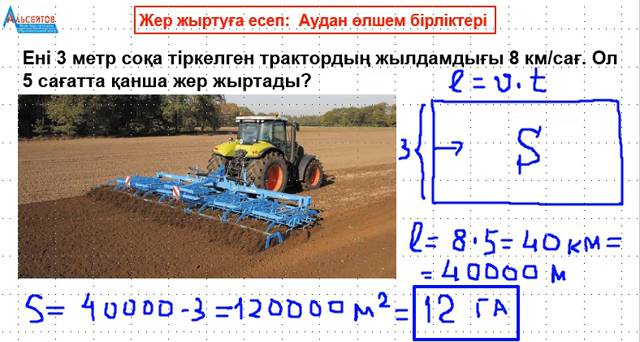 Альсейтов
Жер жыртуға есеп: Аудан өлшем бірліктері
Ені 3 метр соқа тіркелген трактордың жылдамдығы 8 км/сағ. Ол
5 сағатта қанша жер жыртады?
l = v · t
3
S
l = 8 · 5 = 40 км =
= 40000 м
S = 40000 · 3 = 120000 м² = 12 га